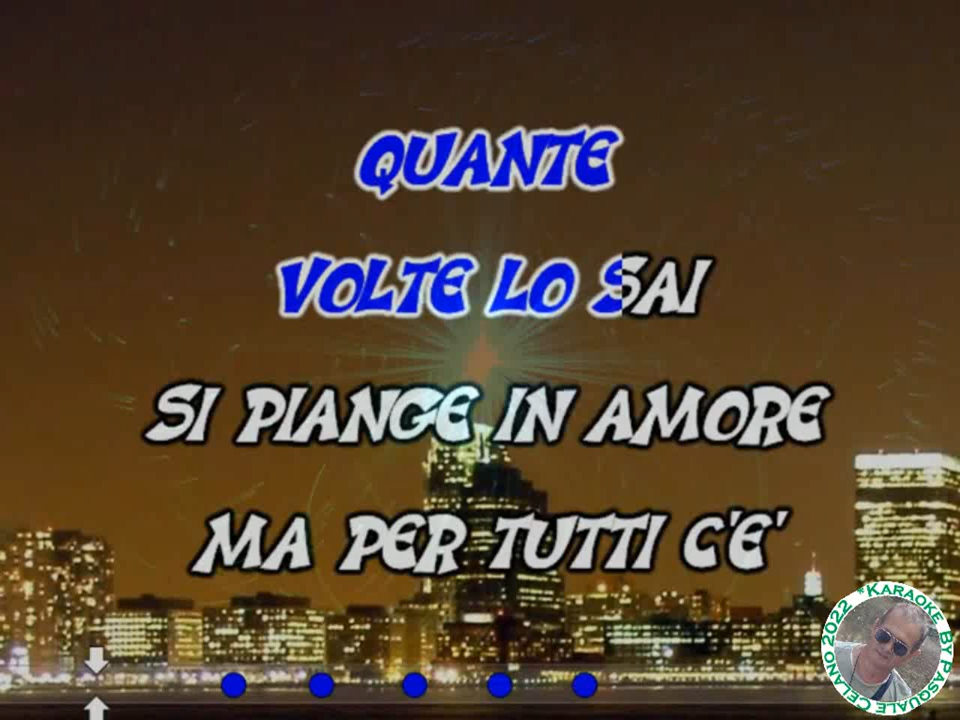 QUANTE
VOLTE LO SAI
SI PIANGE IN AMORE
MA PER TUTTI C'E'
*KARAOKE BY PASQUALE CELANO 2022